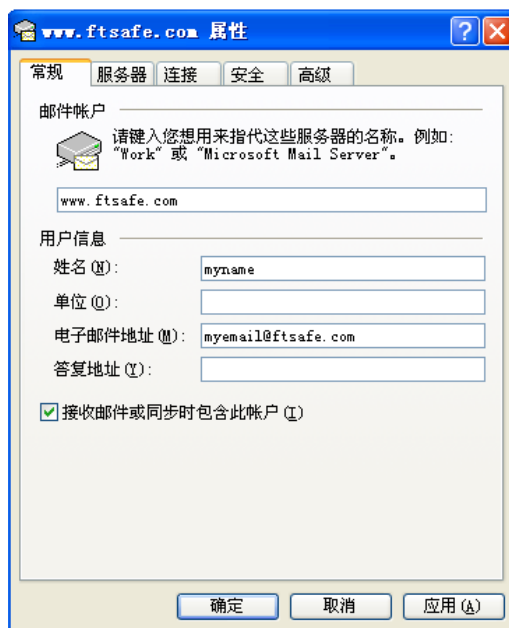 www.ftsafe.com 属性
常规 服务器 连接 安全 高级
邮件帐户
请键入您想用来指代这些服务器的名称。例如:
“Work” 或 “Microsoft Mail Server”。
www.ftsafe.com
用户信息
姓名(N): myname
单位(O):
电子邮件地址(M): myemail@ftsafe.com
答复地址(Y):
接收邮件或同步时包含此帐户(I)
确定 取消 应用(A)